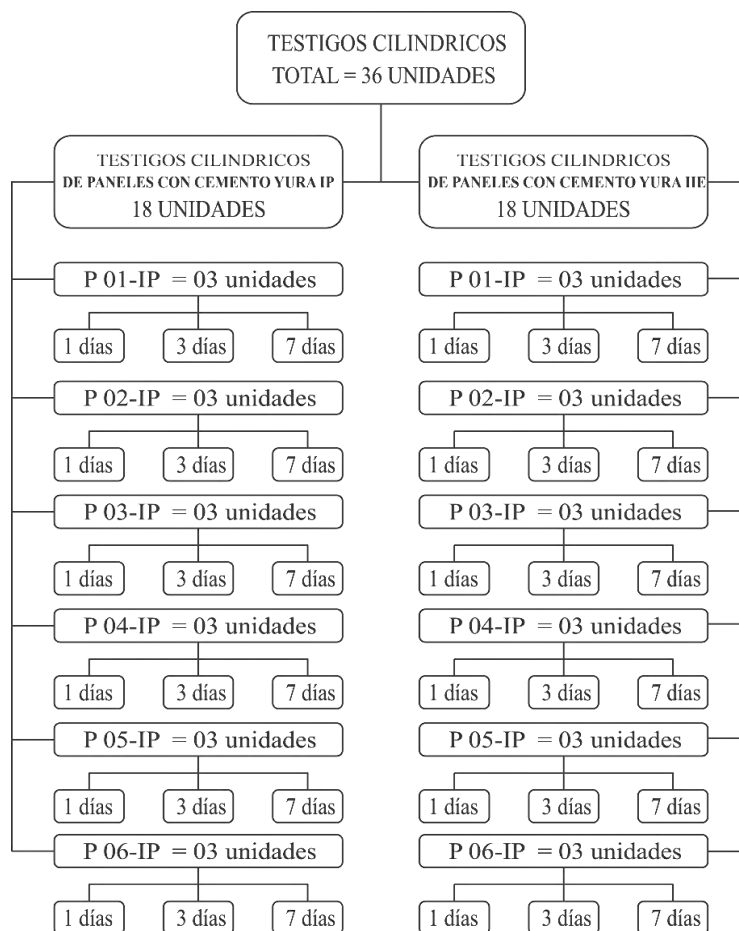 TESTIGOS CILINDRICOS
TOTAL = 36 UNIDADES
TESTIGOS CILINDRICOS
DE PANELES CON CEMENTO YURA IP
18 UNIDADES
TESTIGOS CILINDRICOS
DE PANELES CON CEMENTO YURA HE
18 UNIDADES
P 01-IP = 03 unidades
1 días
3 días
7 días
P 02-IP = 03 unidades
1 días
3 días
7 días
P 03-IP = 03 unidades
1 días
3 días
7 días
P 04-IP = 03 unidades
1 días
3 días
7 días
P 05-IP = 03 unidades
1 días
3 días
7 días
P 06-IP = 03 unidades
1 días
3 días
7 días
P 01-IP = 03 unidades
1 días
3 días
7 días
P 02-IP = 03 unidades
1 días
3 días
7 días
P 03-IP = 03 unidades
1 días
3 días
7 días
P 04-IP = 03 unidades
1 días
3 días
7 días
P 05-IP = 03 unidades
1 días
3 días
7 días
P 06-IP = 03 unidades
1 días
3 días
7 días